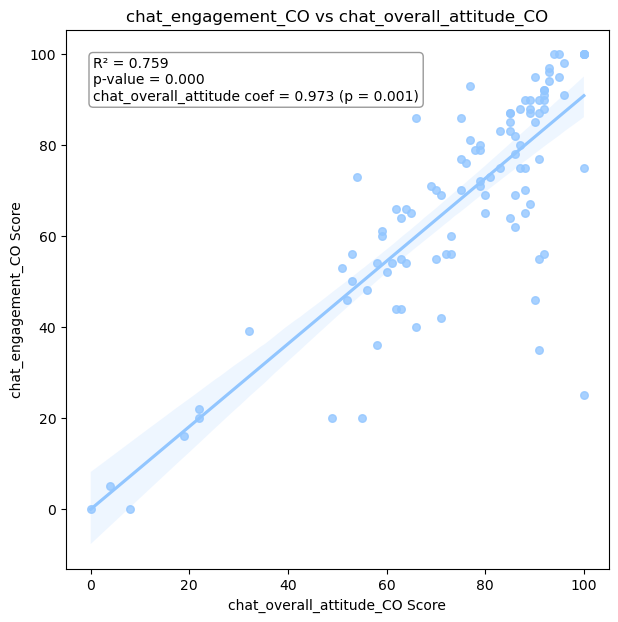 chat_engagement_CO vs chat_overall_attitude_CO
R² = 0.759
p-value = 0.000
chat_overall_attitude coef = 0.973 (p = 0.001)
100
80
60
40
20
0
chat_engagement_CO Score
0
20
40
60
80
100
chat_overall_attitude_CO Score